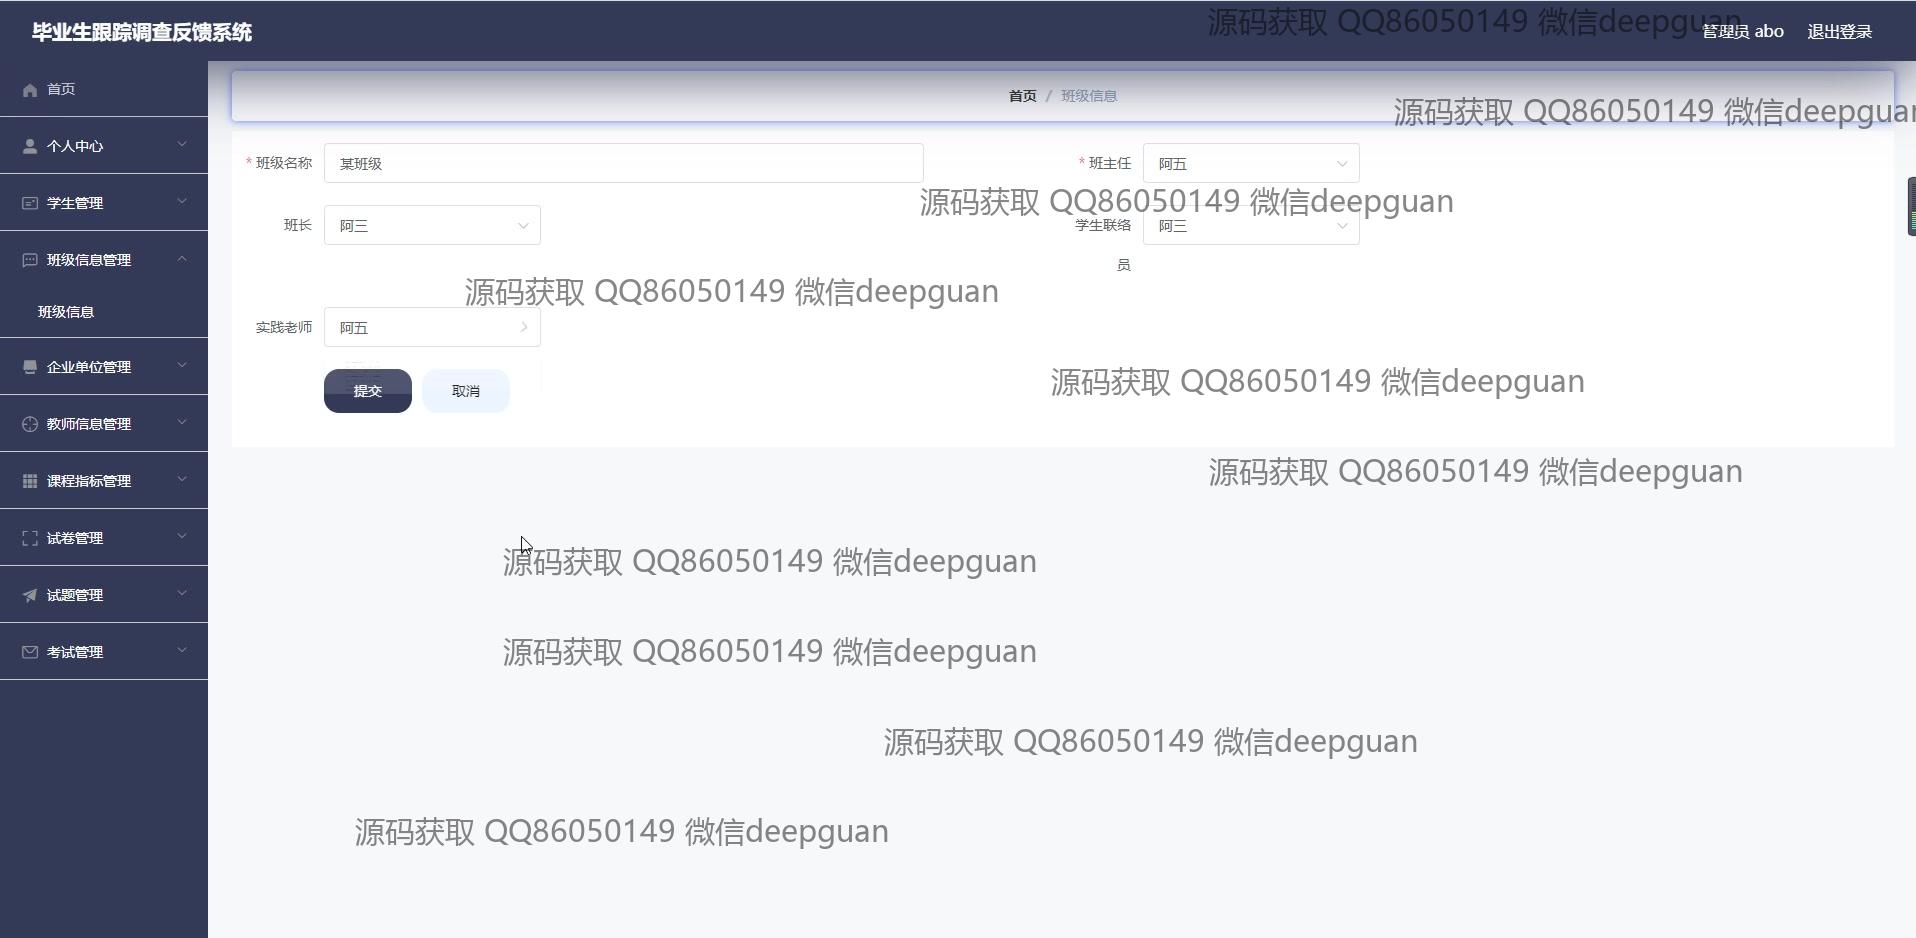 毕业生跟踪调查反馈系统
源码获取 QQ86050149 微信deepguan
管理员 abo
退出登录
首页
首页 / 班级信息
源码获取 QQ86050149 微信deepguan
个人中心
* 班级名称
某班级
* 班主任
阿五
学生管理
源码获取 QQ86050149 微信deepguan
班长
阿三
学生联络
员
阿三
班级信息管理
源码获取 QQ86050149 微信deepguan
班级信息
实践老师
阿五
企业单位管理
提交
取消
源码获取 QQ86050149 微信deepguan
教师信息管理
课程指标管理
源码获取 QQ86050149 微信deepguan
试卷管理
源码获取 QQ86050149 微信deepguan
试题管理
考试管理
源码获取 QQ86050149 微信deepguan
源码获取 QQ86050149 微信deepguan
源码获取 QQ86050149 微信deepguan